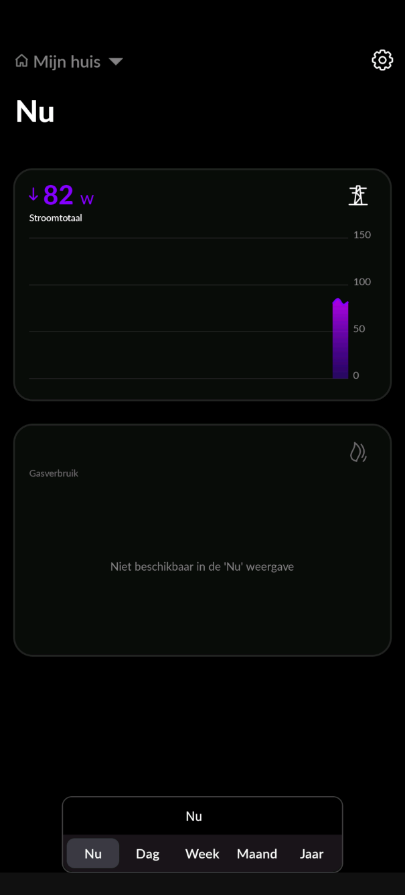 Mijn huis
Nu
↓ 82 W
Stroomtotaal
150
100
50
0
Gasverbruik
Niet beschikbaar in de 'Nu' weergave
Nu
Nu Dag Week Maand Jaar